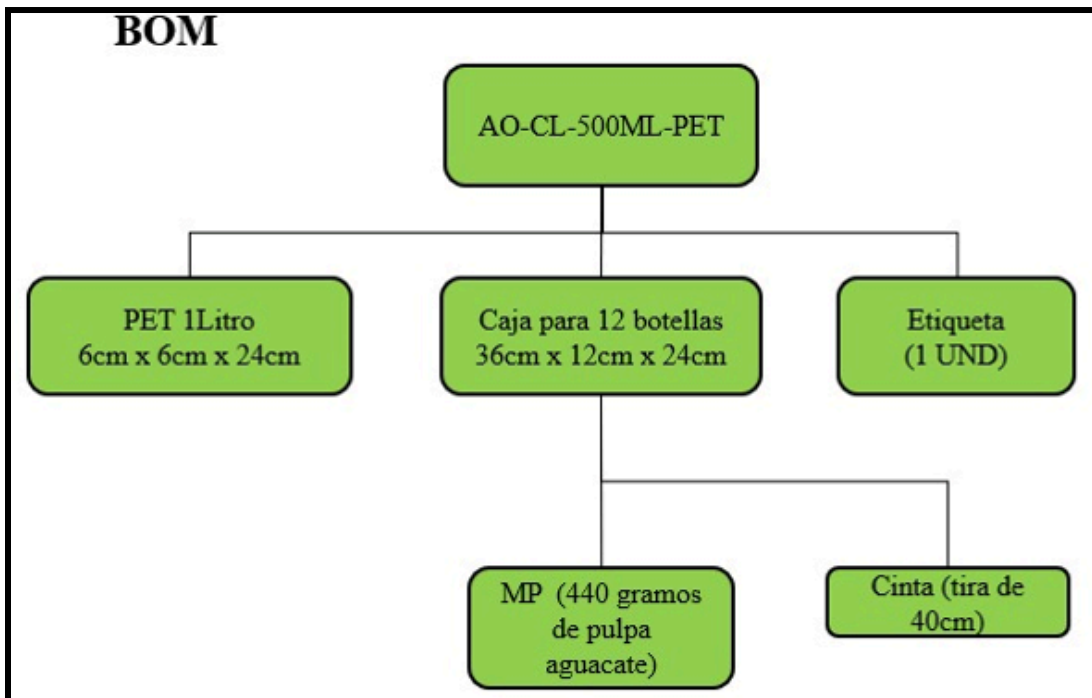 BOM
AO-CL-500ML-PET
PET 1Litro
6cm x 6cm x 24cm
Caja para 12 botellas
36cm x 12cm x 24cm
Etiqueta
(1 UND)
MP (440 gramos
de pulpa
aguacate)
Cinta (tira de
40cm)